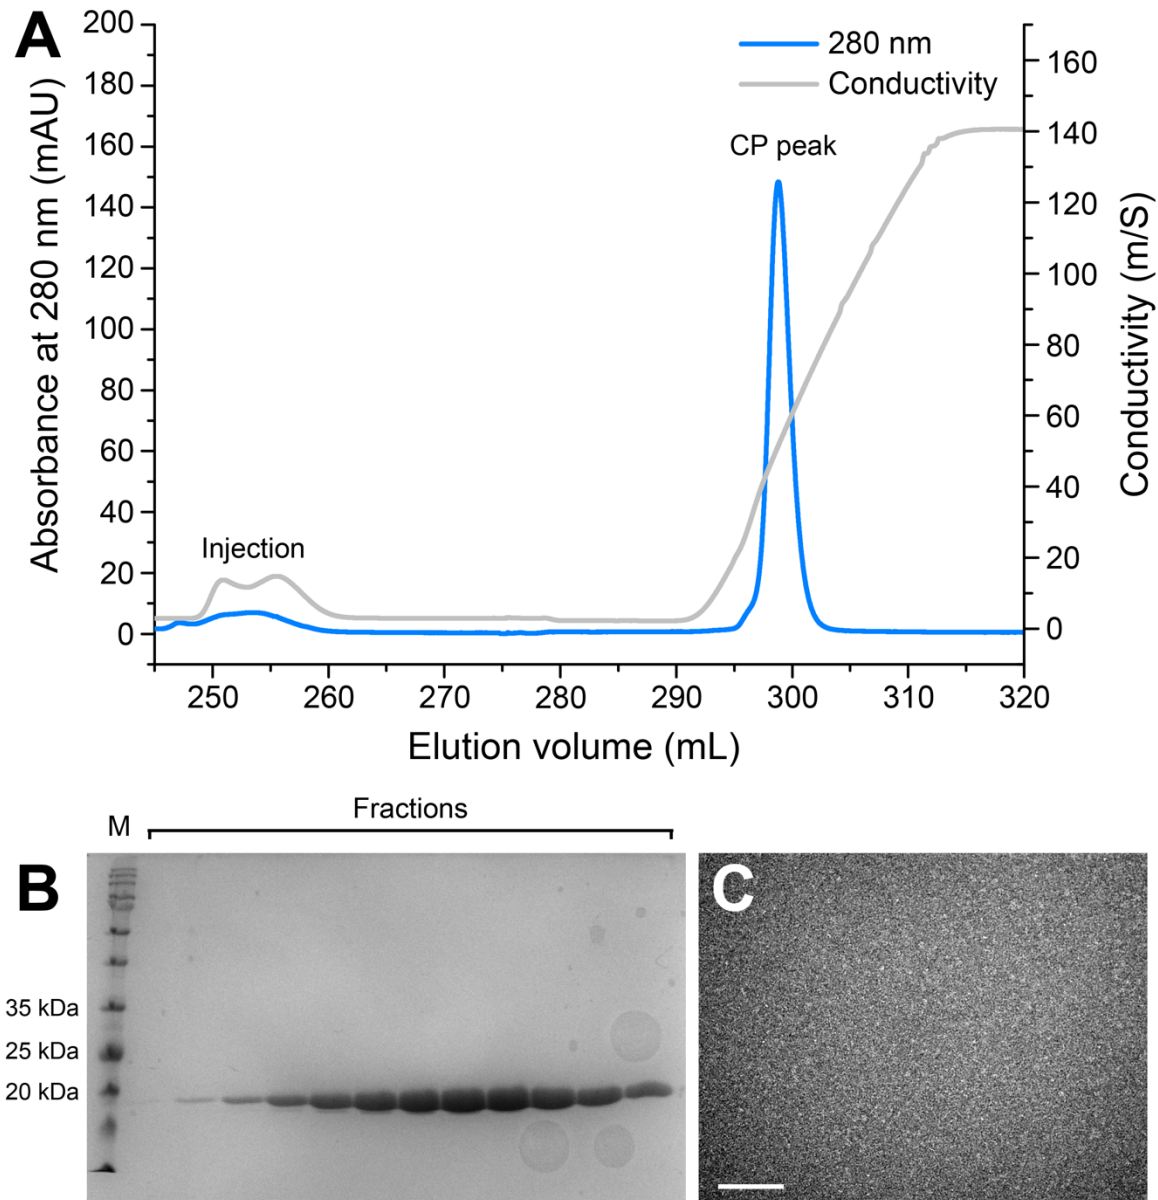 A
200
180
160
140
120
100
80
60
40
20
0
Absorbance at 280 nm (mAU)
280 nm
Conductivity
CP peak
Injection
160
140
120
100
80
60
40
20
0
Conductivity (m/S)
250 260 270 280 290 300 310 320
Elution volume (mL)
Fractions
M
B
35 kDa
25 kDa
20 kDa
C